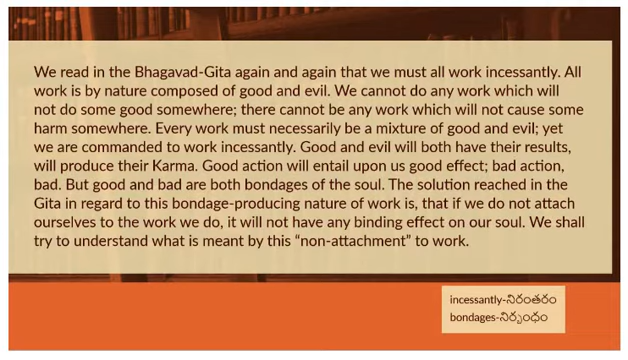 We read in the Bhagavad-Gita again and again that we must all work incessantly. All
work is by nature composed of good and evil. We cannot do any work which will
not do some good somewhere; there cannot be any work which will not cause some
harm somewhere. Every work must necessarily be a mixture of good and evil; yet
we are commanded to work incessantly. Good and evil will both have their results,
will produce their Karma. Good action will entail upon us good effect; bad action,
bad. But good and bad are both bondages of the soul. The solution reached in the
Gita in regard to this bondage-producing nature of work is, that if we do not attach
ourselves to the work we do, it will not have any binding effect on our soul. We shall
try to understand what is meant by this “non-attachment” to work.
incessantly-నిరంతరం
bondages-నిర్బంధం